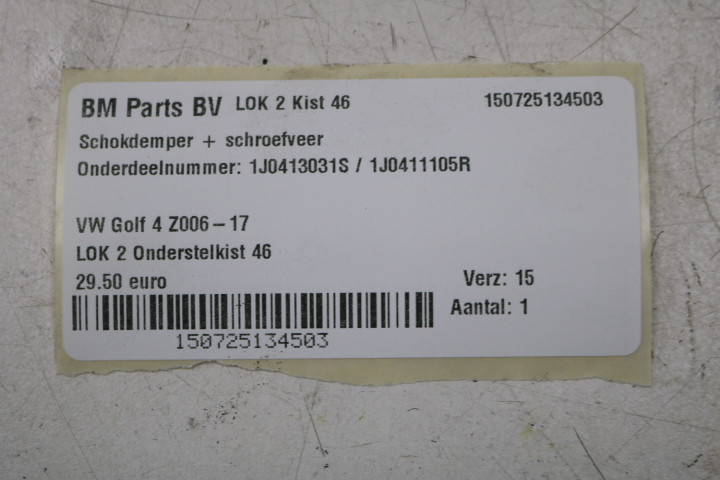 BM Parts BV LOK 2 Kist 46 150725134503
Schokdemper + schroefveer
Onderdeelnummer: 1J0413031S / 1J0411105R
VW Golf 4 Z006-17
LOK 2 Onderstelkist 46
29.50 euro Verz: 15
Aantal: 1
150725134503